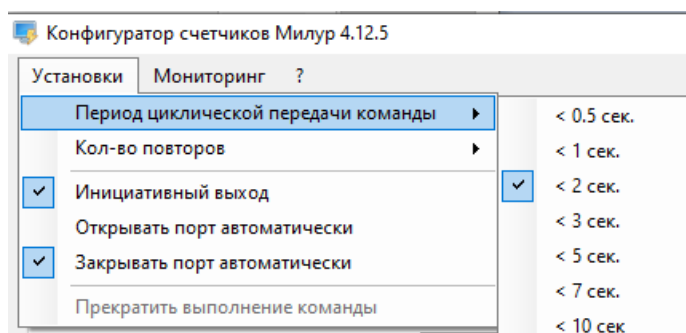 Конфигуратор счетчиков Милур 4.12.5
Установки Мониторинг ?
Период циклической передачи команды
Кол-во повторов
Инициативный выход
Открывать порт автоматически
Закрывать порт автоматически
Прекратить выполнение команды
< 0.5 сек.
< 1 сек.
< 2 сек.
< 3 сек.
< 5 сек.
< 7 сек.
< 10 сек